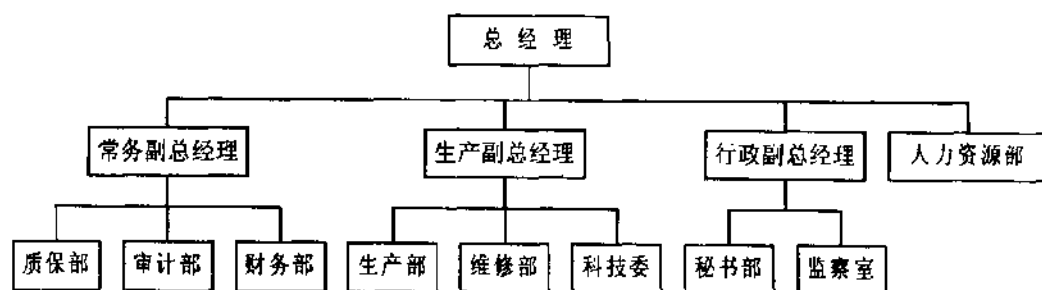 总经理
常务副总经理
生产副总经理
行政副总经理
人力资源部
质保部
审计部
财务部
生产部
维修部
科技委
秘书部
监察室